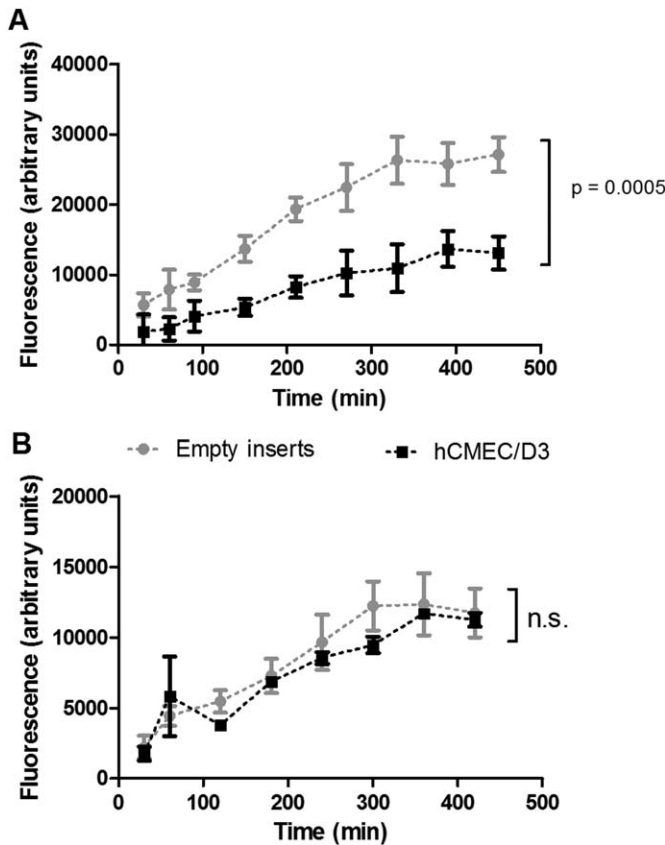 A
Fluorescence (arbitrary units)
40000
30000
20000
10000
0
0 100 200 300 400 500
Time (min)
p = 0.0005
Empty inserts hCMEC/D3
B
Fluorescence (arbitrary units)
20000
15000
10000
5000
0
0 100 200 300 400 500
Time (min)
n.s.